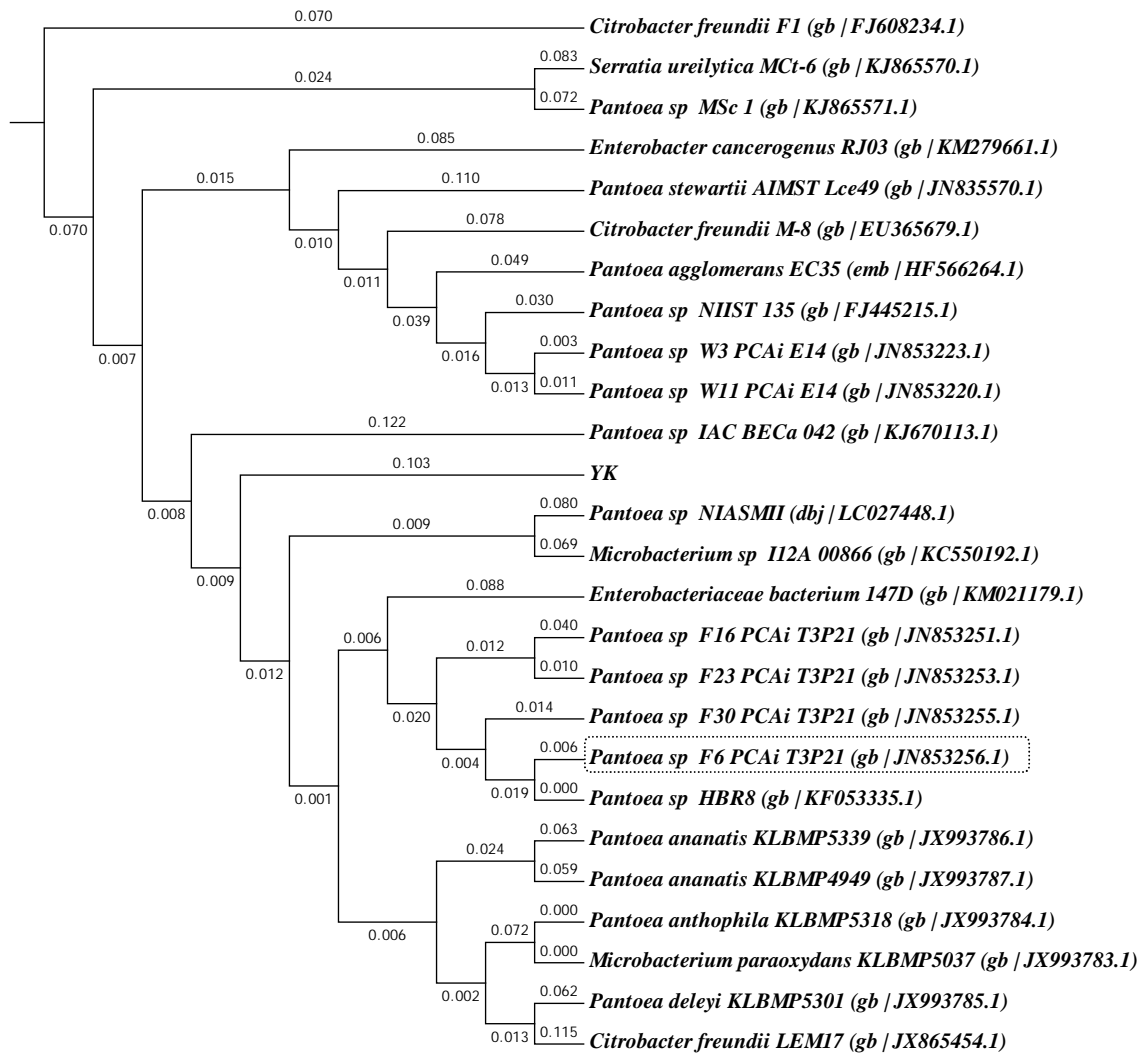 0.070
Citrobacter freundii F1 (gb | FJ608234.1)
0.083
Serratia ureilytica MCt-6 (gb | KJ865570.1)
0.024
0.072
Pantoea sp MSc 1 (gb | KJ865571.1)
0.085
Enterobacter cancerogenus RJ03 (gb | KM279661.1)
0.015
0.110
Pantoea stewartii AIMST Lce49 (gb | JN835570.1)
0.070
0.010
0.078
Citrobacter freundii M-8 (gb | EU365679.1)
0.011
0.049
Pantoea agglomerans EC35 (emb | HF566264.1)
0.039
0.030
Pantoea sp NIIST 135 (gb | FJ445215.1)
0.007
0.016
0.003
Pantoea sp W3 PCAi E14 (gb | JN853223.1)
0.013
0.011
Pantoea sp W11 PCAi E14 (gb | JN853220.1)
0.122
Pantoea sp IAC BECa 042 (gb | KJ670113.1)
0.103
YK
0.008
0.080
Pantoea sp NIASMII (dbj | LC027448.1)
0.009
0.069
Microbacterium sp I12A 00866 (gb | KC550192.1)
0.009
0.088
Enterobacteriaceae bacterium 147D (gb | KM021179.1)
0.006
0.040
Pantoea sp F16 PCAi T3P21 (gb | JN853251.1)
0.012
0.012
0.010
Pantoea sp F23 PCAi T3P21 (gb | JN853253.1)
0.020
0.014
Pantoea sp F30 PCAi T3P21 (gb | JN853255.1)
0.004
0.006
Pantoea sp F6 PCAi T3P21 (gb | JN853256.1)
0.001
0.019
0.000
Pantoea sp HBR8 (gb | KF053335.1)
0.063
Pantoea ananatis KLBMP5339 (gb | JX993786.1)
0.024
0.059
Pantoea ananatis KLBMP4949 (gb | JX993787.1)
0.006
0.000
Pantoea anthophila KLBMP5318 (gb | JX993784.1)
0.072
0.000
Microbacterium paraoxydans KLBMP5037 (gb | JX993783.1)
0.002
0.062
Pantoea deleyi KLBMP5301 (gb | JX993785.1)
0.013
0.115
Citrobacter freundii LEM17 (gb | JX865454.1)